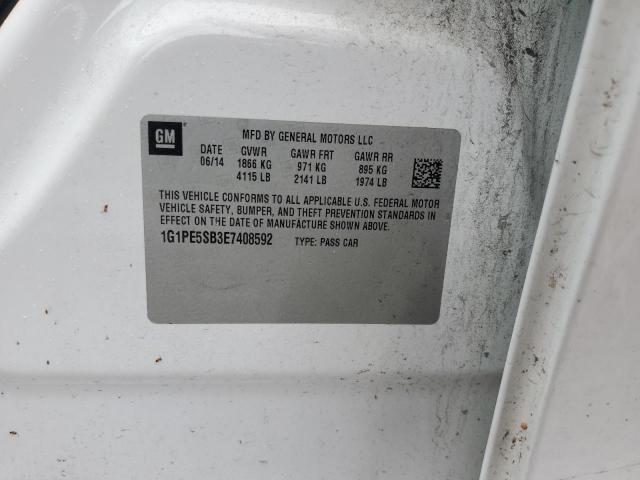 GM
MFD BY GENERAL MOTORS LLC
DATE GVWR GAWR FRT GAWR RR
06/14 1866 KG 971 KG 895 KG
4115 LB 2141 LB 1974 LB
THIS VEHICLE CONFORMS TO ALL APPLICABLE U.S. FEDERAL MOTOR
VEHICLE SAFETY, BUMPER, AND THEFT PREVENTION STANDARDS IN
EFFECT ON THE DATE OF MANUFACTURE SHOWN ABOVE.
1G1PE5SB3E7408592 TYPE: PASS CAR